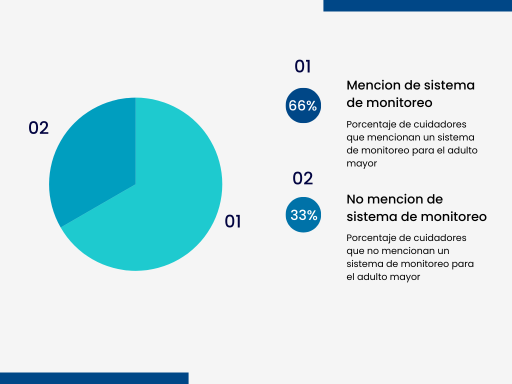 02
01
01
66%
Mencion de sistema
de monitoreo
Porcentaje de cuidadores
que mencionan un sistema
de monitoreo para el adulto
mayor
02
33%
No mencion de
sistema de monitoreo
Porcentaje de cuidadores
que no mencionan un
sistema de monitoreo para
el adulto mayor